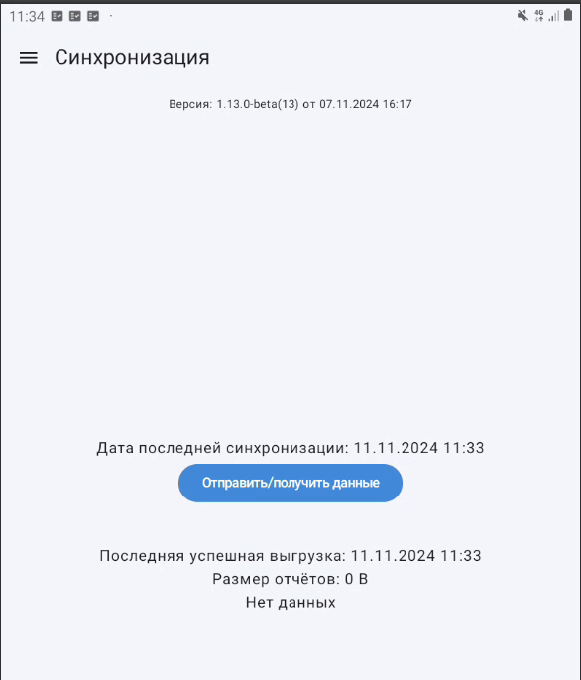 11:34
4G
Синхронизация
Версия: 1.13.0-beta(13) от 07.11.2024 16:17
Дата последней синхронизации: 11.11.2024 11:33
Отправить/получить данные
Последняя успешная выгрузка: 11.11.2024 11:33
Размер отчётов: 0 B
Нет данных